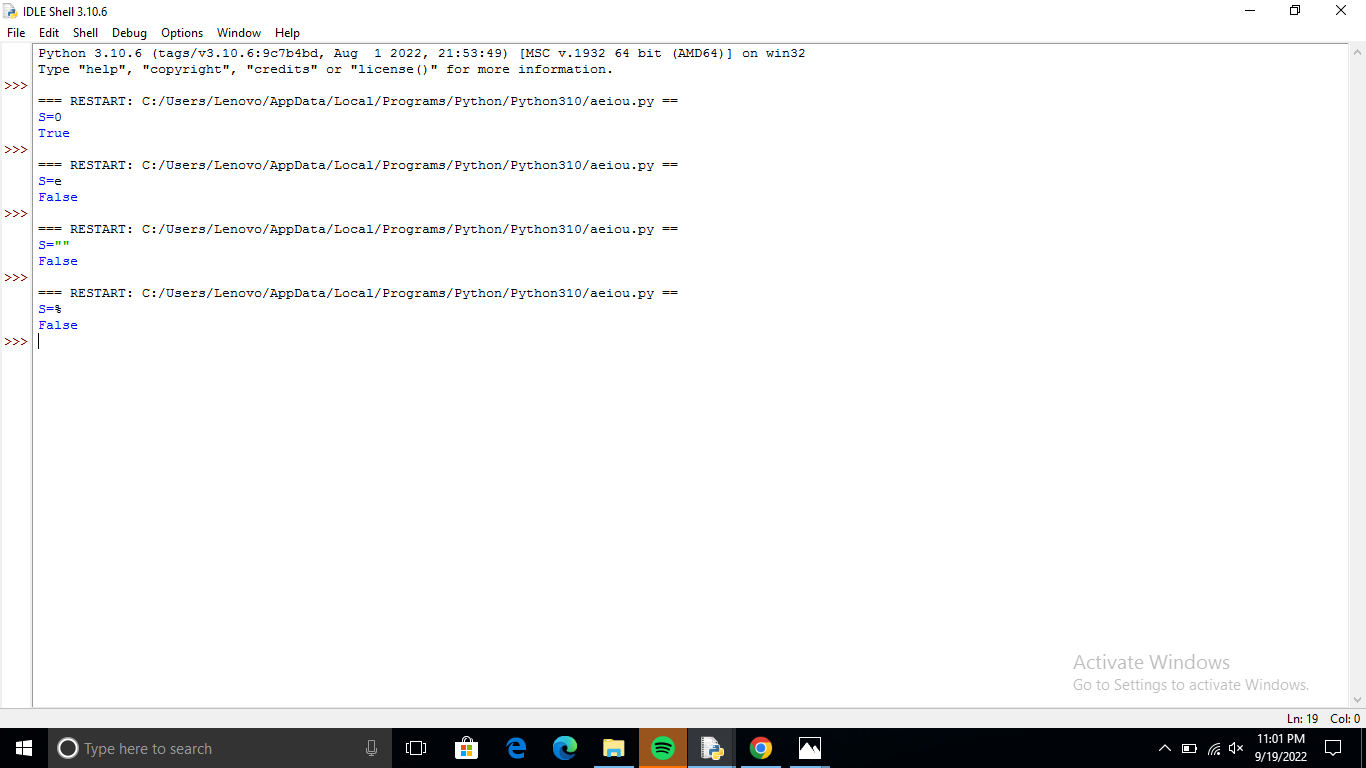 IDLE Shell 3.10.6
File Edit Shell Debug Options Window Help
Python 3.10.6 (tags/v3.10.6:9c7b4bd, Aug  1 2022, 21:53:49) [MSC v.1932 64 bit (AMD64)] on win32
Type "help", "copyright", "credits" or "license()" for more information.
>>>
=== RESTART: C:/Users/Lenovo/AppData/Local/Programs/Python/Python310/aeiou.py ==
S=0
True
>>>
=== RESTART: C:/Users/Lenovo/AppData/Local/Programs/Python/Python310/aeiou.py ==
S=e
False
>>>
=== RESTART: C:/Users/Lenovo/AppData/Local/Programs/Python/Python310/aeiou.py ==
S=""
False
>>>
=== RESTART: C:/Users/Lenovo/AppData/Local/Programs/Python/Python310/aeiou.py ==
S=%
False
>>>
Activate Windows
Go to Settings to activate Windows.
Ln: 19 Col: 0
Type here to search
11:01 PM
9/19/2022